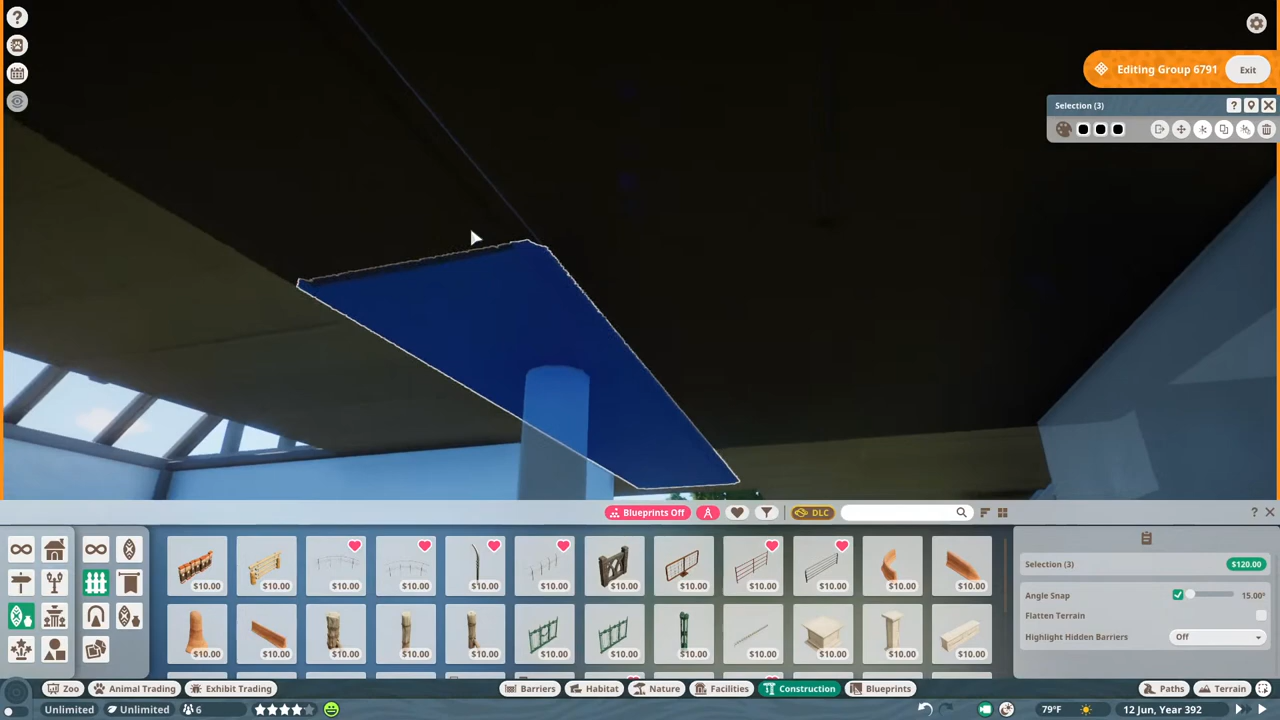 Editing Group 6791
Exit
Selection (3)
Blueprints Off
DLC
$10.00 $10.00 $10.00 $10.00 $10.00 $10.00 $10.00 $10.00 $10.00 $10.00 $10.00 $10.00
$10.00 $10.00 $10.00 $10.00 $10.00 $10.00 $10.00 $10.00 $10.00 $10.00 $10.00 $10.00
Selection (3) $120.00
Angle Snap 15.00°
Flatten Terrain
Highlight Hidden Barriers Off
Zoo Animal Trading Exhibit Trading Barriers Habitat Nature Facilities Construction Blueprints Paths Terrain
Unlimited Unlimited 6 79°F 12 Jun, Year 392